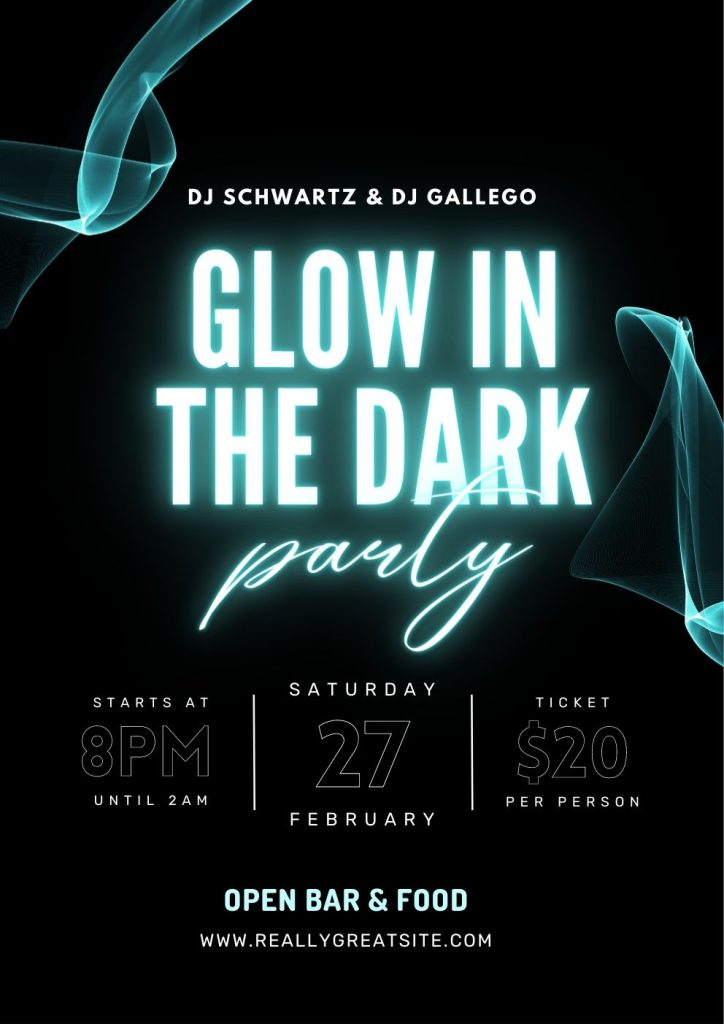 DJ SCHWARTZ & DJ GALLEGO
GLOW IN
THE DARK
party
STARTS AT
8PM
UNTIL 2AM
SATURDAY
27
FEBRUARY
TICKET
$20
PER PERSON
OPEN BAR & FOOD
WWW.REALLYGREATSITE.COM